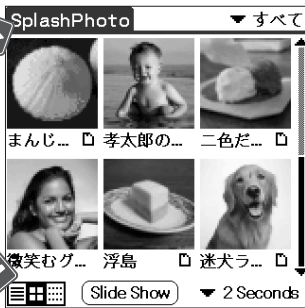 SplashPhoto ▼ すべて
まんじ... 孝太郎の... 二色だ...
微笑むグ... 浮島 迷犬ラ...
Slide Show ▼ 2 Seconds